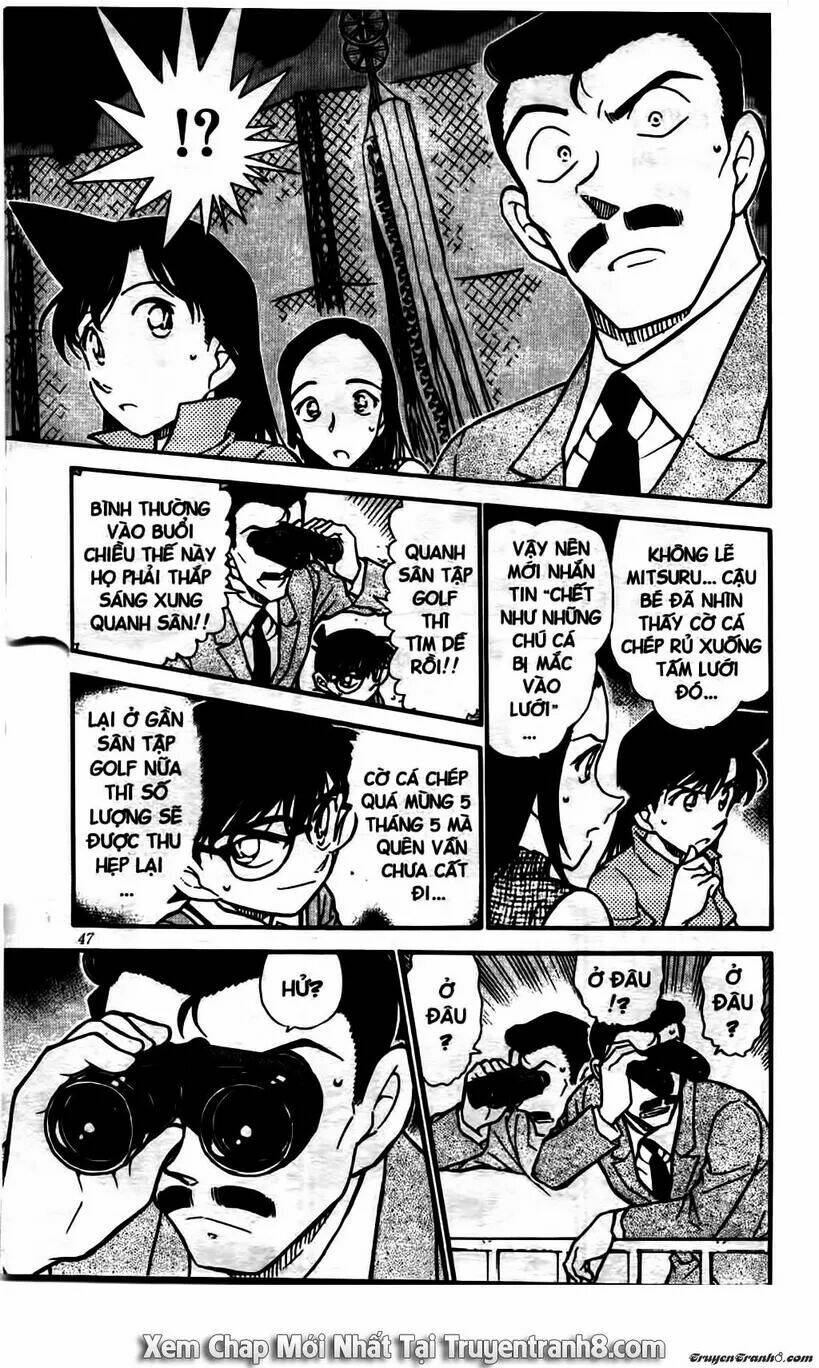 !?
KHÔNG LẼ
MITSURU... CẬU
BÉ ĐÃ NHÌN
THẤY CỜ CÁ
CHÉP RỦ XUỐNG
TẤM LƯỚI
ĐÓ...
VẬY NÊN
MỚI NHẮN
TIN "CHẾT
NHƯ NHỮNG
CHÚ CÁ
BỊ MẮC
VÀO
LƯỚI"
...
QUANH
SÂN TẬP
GOLF
THÌ
TÌM DỄ
RỒI!!
BÌNH THƯỜNG
VÀO BUỔI
CHIỀU THẾ NÀY
HỌ PHẢI THẮP
SÁNG XUNG
QUANH SÂN!!
CỜ CÁ CHÉP
QUÁ MÙNG 5
THÁNG 5 MÀ
QUÊN VẪN
CHƯA CẤT
ĐI...
LẠI Ở GẦN
SÂN TẬP
GOLF NỮA
THÌ SỐ
LƯỢNG SẼ
ĐƯỢC THU
HẸP LẠI
...
47
Ở
ĐÂU
?
Ở ĐÂU
!?
Ở
ĐÂU
?
HỬ?
Xem Chap Mới Nhất Tại Truyentranh8.com
TruyenTranh8.com